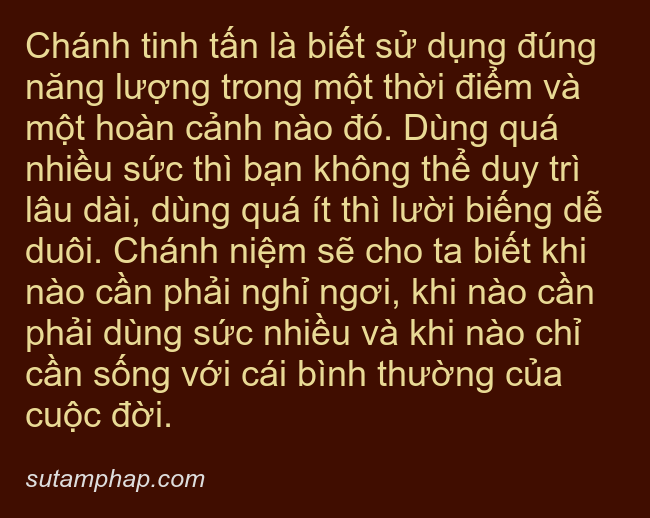 Chánh tinh tấn là biết sử dụng đúng
năng lượng trong một thời điểm và
một hoàn cảnh nào đó. Dùng quá
nhiều sức thì bạn không thể duy trì
lâu dài, dùng quá ít thì lười biếng dễ
duôi. Chánh niệm sẽ cho ta biết khi
nào cần phải nghỉ ngơi, khi nào cần
phải dùng sức nhiều và khi nào chỉ
cần sống với cái bình thường của
cuộc đời.
sutamphap.com